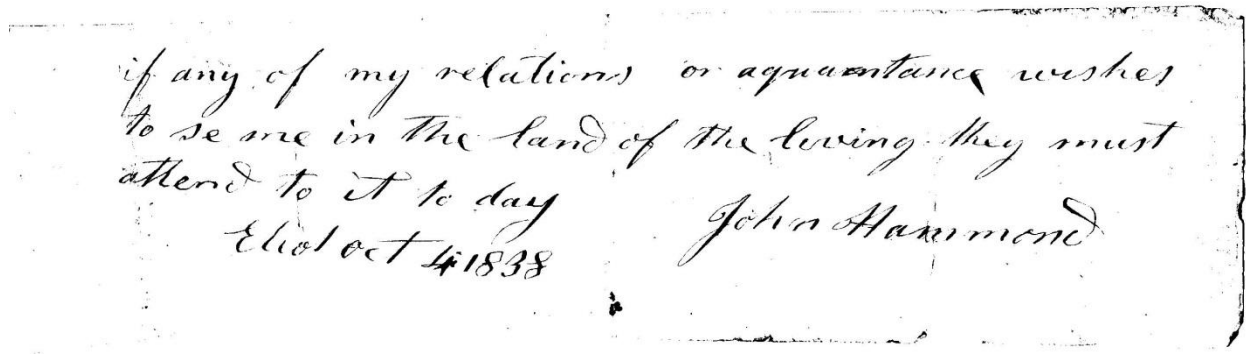 if any of my relations or aquaintance wishes
to se me in the land of the living they must
attend to it to day
John Hammond
Eliot Oct 4 1838